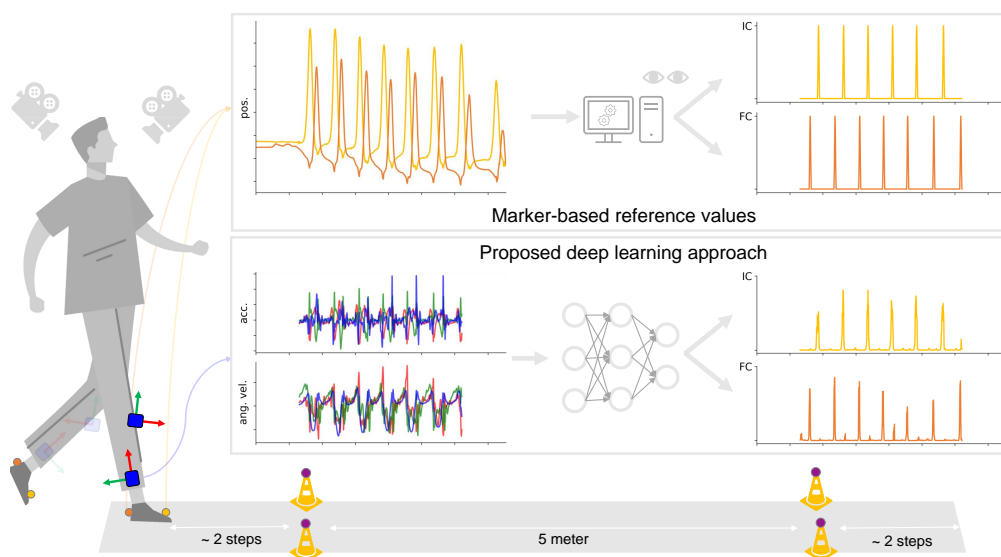 IC
pos.
FC
Marker-based reference values
Proposed deep learning approach
acc.
IC
ang. vel.
FC
~ 2 steps
5 meter
~ 2 steps